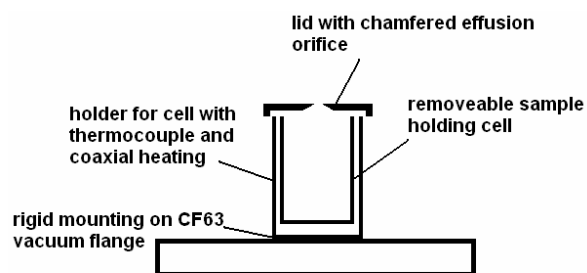 lid with chamfered effusion
orifice
holder for cell with
thermocouple and
coaxial heating
removeable sample
holding cell
rigid mounting on CF63
vacuum flange